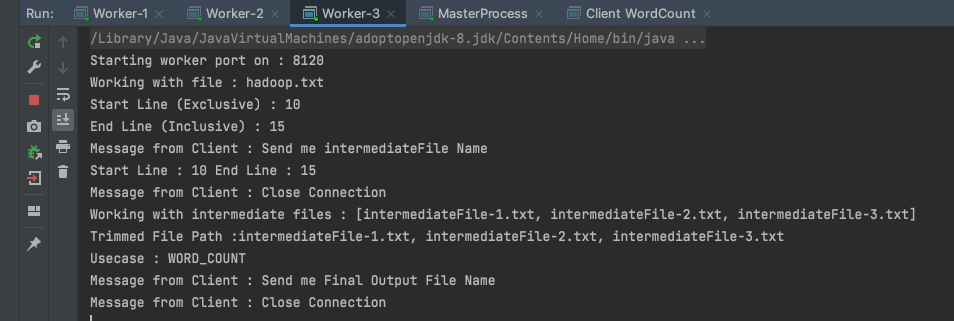 Run: Worker-1 Worker-2 Worker-3 MasterProcess Client WordCount
/Library/Java/JavaVirtualMachines/adoptopenjdk-8.jdk/Contents/Home/bin/java ...
Starting worker port on : 8120
Working with file : hadoop.txt
Start Line (Exclusive) : 10
End Line (Inclusive) : 15
Message from Client : Send me intermediateFile Name
Start Line : 10 End Line : 15
Message from Client : Close Connection
Working with intermediate files : [intermediateFile-1.txt, intermediateFile-2.txt, intermediateFile-3.txt]
Trimmed File Path :intermediateFile-1.txt, intermediateFile-2.txt, intermediateFile-3.txt
Usecase : WORD_COUNT
Message from Client : Send me Final Output File Name
Message from Client : Close Connection